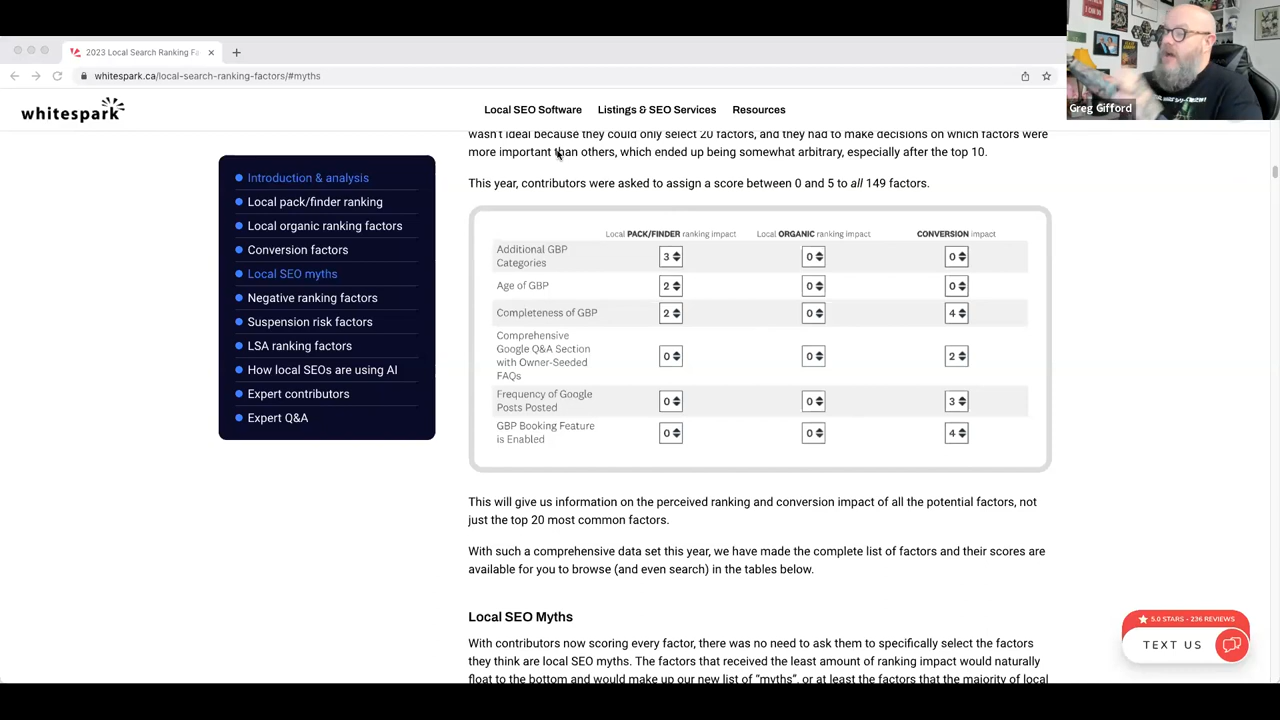 2023 Local Search Ranking Fa
whitespark.ca/local-search-ranking-factors/#myths
Greg Gifford
whitespark
Local SEO Software
Listings & SEO Services
Resources
Introduction & analysis
Local pack/finder ranking
Local organic ranking factors
Conversion factors
Local SEO myths
Negative ranking factors
Suspension risk factors
LSA ranking factors
How local SEOs are using AI
Expert contributors
Expert Q&A
wasn't ideal because they could only select 20 factors, and they had to make decisions on which factors were
more important than others, which ended up being somewhat arbitrary, especially after the top 10.
This year, contributors were asked to assign a score between 0 and 5 to all 149 factors.
Local PACK/FINDER ranking impact Local ORGANIC ranking impact CONVERSION impact
Additional GBP
Categories 3 0 0
Age of GBP 2 0 0
Completeness of GBP 2 0 4
Comprehensive
Google Q&A Section
with Owner-Seeded
FAQs 0 0 2
Frequency of Google
Posts Posted 0 0 3
GBP Booking Feature
is Enabled 0 0 4
This will give us information on the perceived ranking and conversion impact of all the potential factors, not
just the top 20 most common factors.
With such a comprehensive data set this year, we have made the complete list of factors and their scores are
available for you to browse (and even search) in the tables below.
Local SEO Myths
With contributors now scoring every factor, there was no need to ask them to specifically select the factors
they think are local SEO myths. The factors that received the least amount of ranking impact would naturally
float to the bottom and would make up our new list of "myths", or at least the factors that the majority of local
5.0 STARS - 236 REVIEWS
TEXT US